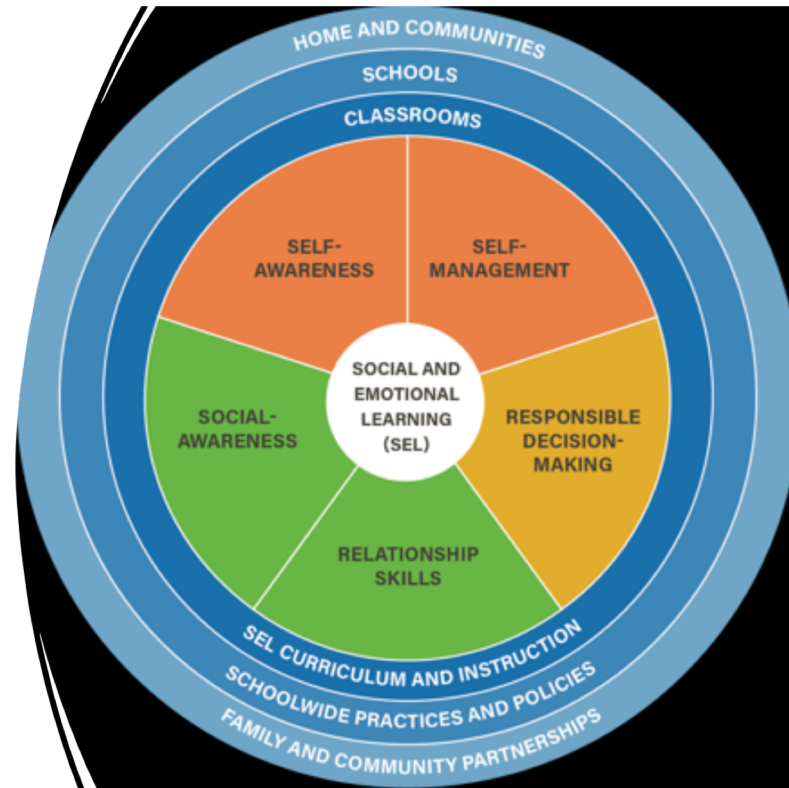 HOME AND COMMUNITIES
SCHOOLS
CLASSROOMS
SELF-
AWARENESS
SELF-
MANAGEMENT
SOCIAL AND
EMOTIONAL
LEARNING
(SEL)
SOCIAL-
AWARENESS
RESPONSIBLE
DECISION-
MAKING
RELATIONSHIP
SKILLS
SEL CURRICULUM AND INSTRUCTION
SCHOOLWIDE PRACTICES AND POLICIES
FAMILY AND COMMUNITY PARTNERSHIPS